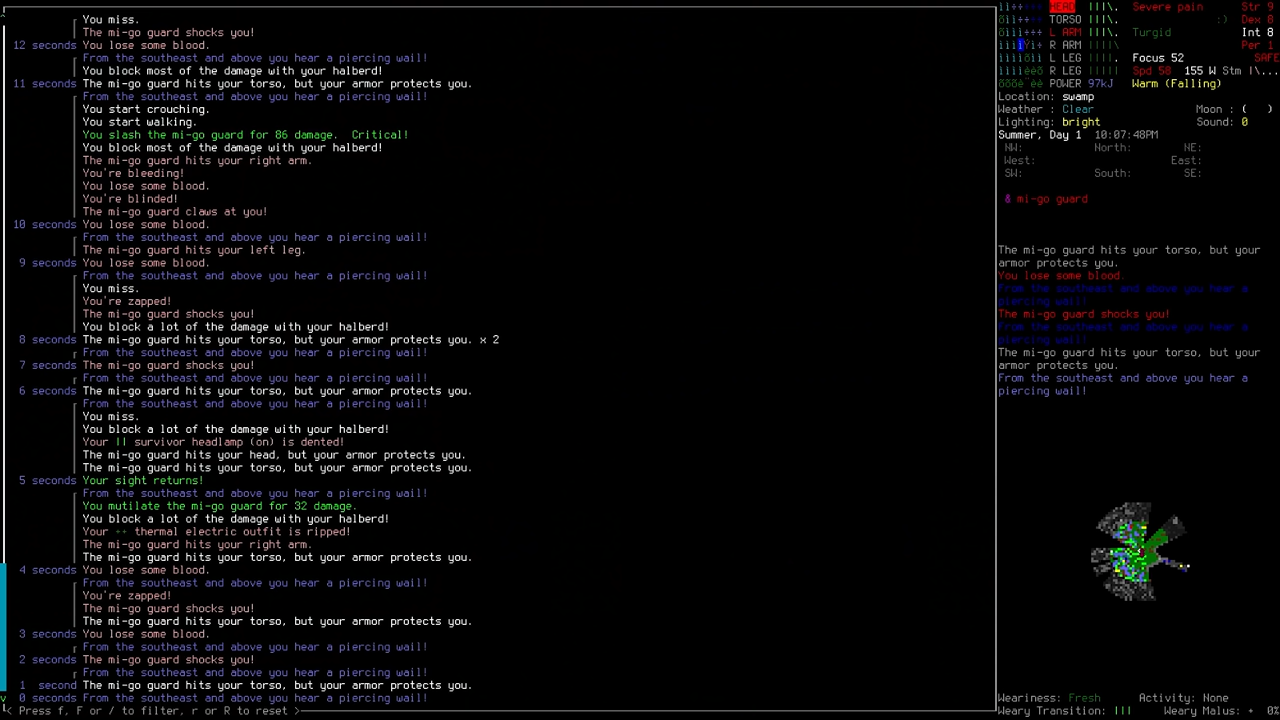 You miss.
The mi-go guard shocks you!
12 seconds You lose some blood.
From the southeast and above you hear a piercing wail!
You block most of the damage with your halberd!
11 seconds The mi-go guard hits your torso, but your armor protects you.
From the southeast and above you hear a piercing wail!
You start crouching.
You start walking.
You slash the mi-go guard for 86 damage.  Critical!
You block most of the damage with your halberd!
The mi-go guard hits your right arm.
You're bleeding!
You lose some blood.
You're blinded!
The mi-go guard claws at you!
10 seconds You lose some blood.
From the southeast and above you hear a piercing wail!
The mi-go guard hits your left leg.
9 seconds You lose some blood.
From the southeast and above you hear a piercing wail!
You miss.
You're zapped!
The mi-go guard shocks you!
You block a lot of the damage with your halberd!
8 seconds The mi-go guard hits your torso, but your armor protects you. x 2
From the southeast and above you hear a piercing wail!
7 seconds The mi-go guard shocks you!
From the southeast and above you hear a piercing wail!
6 seconds The mi-go guard hits your torso, but your armor protects you.
From the southeast and above you hear a piercing wail!
You miss.
You block a lot of the damage with your halberd!
Your || survivor headlamp (on) is dented!
The mi-go guard hits your head, but your armor protects you.
The mi-go guard hits your torso, but your armor protects you.
5 seconds Your sight returns!
From the southeast and above you hear a piercing wail!
You mutilate the mi-go guard for 32 damage.
You block a lot of the damage with your halberd!
Your ++ thermal electric outfit is ripped!
The mi-go guard hits your right arm.
The mi-go guard hits your torso, but your armor protects you.
4 seconds You lose some blood.
From the southeast and above you hear a piercing wail!
You're zapped!
The mi-go guard shocks you!
The mi-go guard hits your torso, but your armor protects you.
3 seconds You lose some blood.
From the southeast and above you hear a piercing wail!
2 seconds The mi-go guard shocks you!
From the southeast and above you hear a piercing wail!
1 second The mi-go guard hits your torso, but your armor protects you.
0 seconds From the southeast and above you hear a piercing wail!
< Press f, F or / to filter, r or R to reset >
HEAD |||\. Severe pain Str 9
TORSO |||\. :) Dex 8
L ARM |||\. Turgid Int 8
R ARM ||||\ Per 1
L LEG ||||| Focus 52 SAFE
R LEG ||||| Spd 58 155 W Stm |\...
POWER 97kJ Warm (Falling)
Location: swamp
Weather : Clear Moon : (   )
Lighting: bright Sound: 0
Summer, Day 1 10:07:48PM
NW: North: NE:
West: East:
SW: South: SE:
& mi-go guard
The mi-go guard hits your torso, but your
armor protects you.
You lose some blood.
From the southeast and above you hear a
piercing wail!
The mi-go guard shocks you!
From the southeast and above you hear a
piercing wail!
The mi-go guard hits your torso, but your
armor protects you.
From the southeast and above you hear a
piercing wail!
Weariness: Fresh Activity: None
Weary Transition: ||| Weary Malus: + 0%